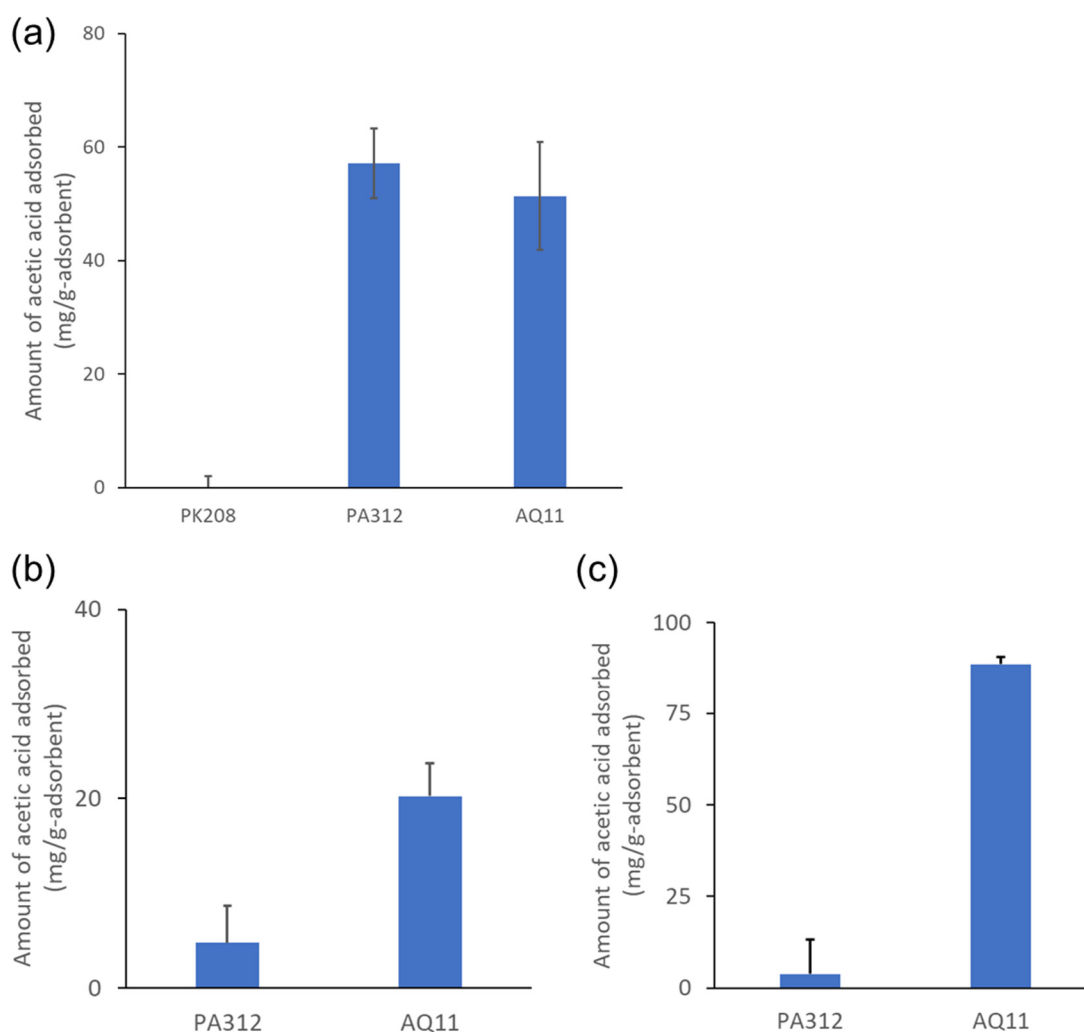 (a)
Amount of acetic acid adsorbed
(mg/g-adsorbent)
80
60
40
20
0
PK208
PA312
AQ11
(b)
Amount of acetic acid adsorbed
(mg/g-adsorbent)
40
20
0
PA312
AQ11
(c)
Amount of acetic acid adsorbed
(mg/g-adsorbent)
100
75
50
25
0
PA312
AQ11